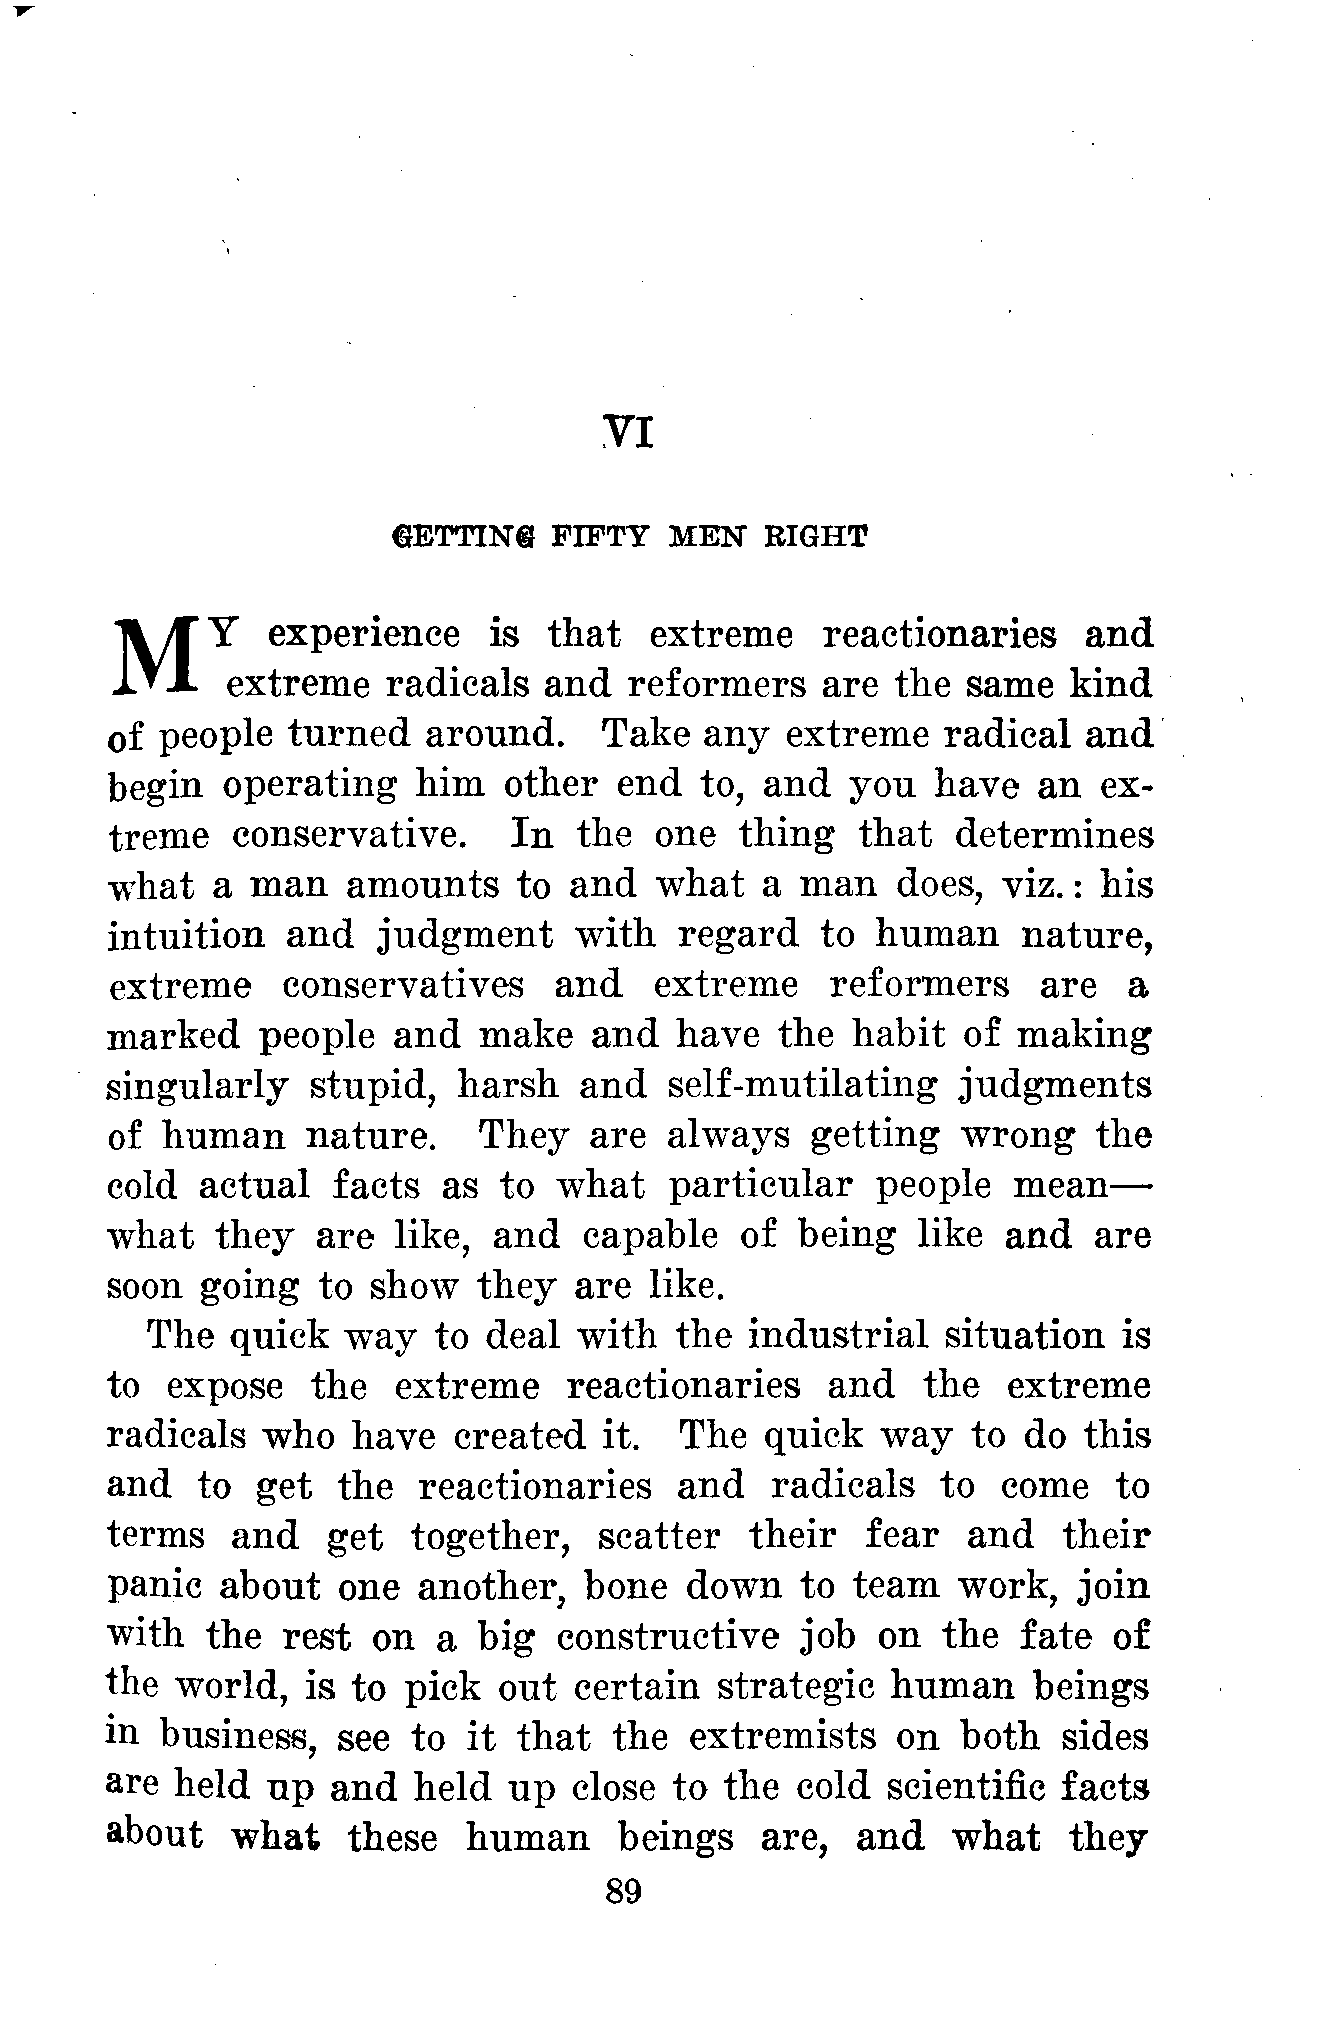 VI
GETTING FIFTY MEN RIGHT
MY experience is that extreme reactionaries and
extreme radicals and reformers are the same kind
of people turned around. Take any extreme radical and
begin operating him other end to, and you have an ex-
treme conservative. In the one thing that determines
what a man amounts to and what a man does, viz.: his
intuition and judgment with regard to human nature,
extreme conservatives and extreme reformers are a
marked people and make and have the habit of making
singularly stupid, harsh and self-mutilating judgments
of human nature. They are always getting wrong the
cold actual facts as to what particular people mean—
what they are like, and capable of being like and are
soon going to show they are like.
The quick way to deal with the industrial situation is
to expose the extreme reactionaries and the extreme
radicals who have created it. The quick way to do this
and to get the reactionaries and radicals to come to
terms and get together, scatter their fear and their
panic about one another, bone down to team work, join
with the rest on a big constructive job on the fate of
the world, is to pick out certain strategic human beings
in business, see to it that the extremists on both sides
are held up and held up close to the cold scientific facts
about what these human beings are, and what they
89